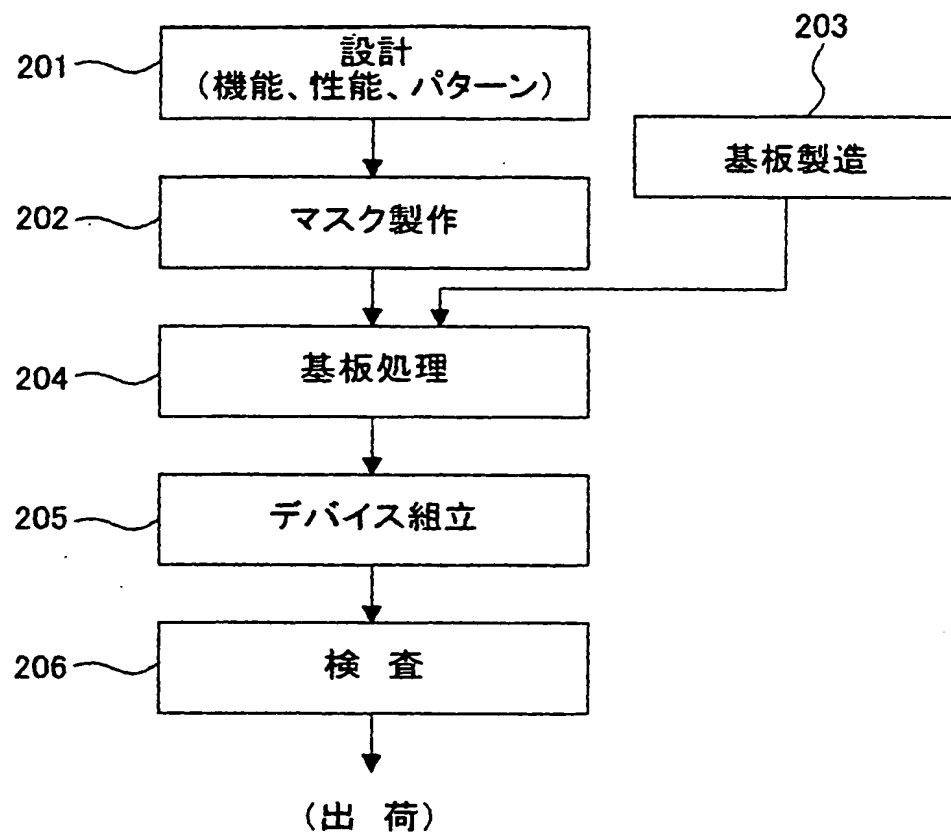 201
設計
(機能、性能、パターン)
203
基板製造
202
マスク製作
204
基板処理
205
デバイス組立
206
検 査
(出 荷)